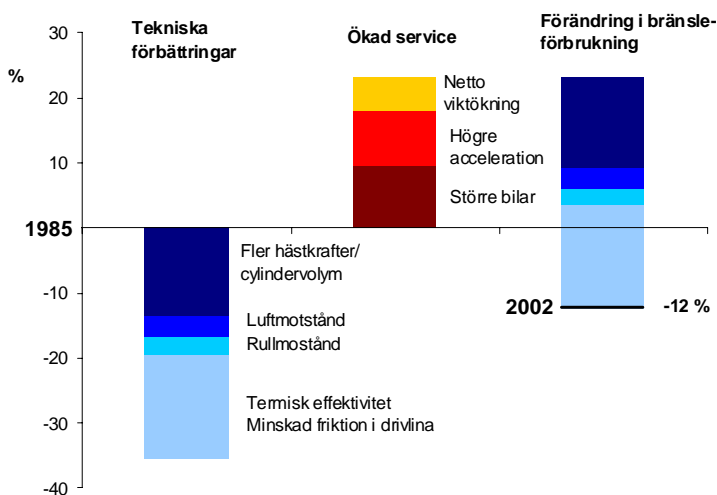 Tekniska
förbättringar
Ökad service
Förändring i bränsle-
förbrukning
%
30
20
10
1985
-10
-20
-30
-40
Netto
viktökning
Högre
acceleration
Större bilar
Fler hästkrafter/
cylindervolym
Luftmotstånd
Rullmostånd
Termisk effektivitet
Minskad friktion i drivlina
2002
-12 %